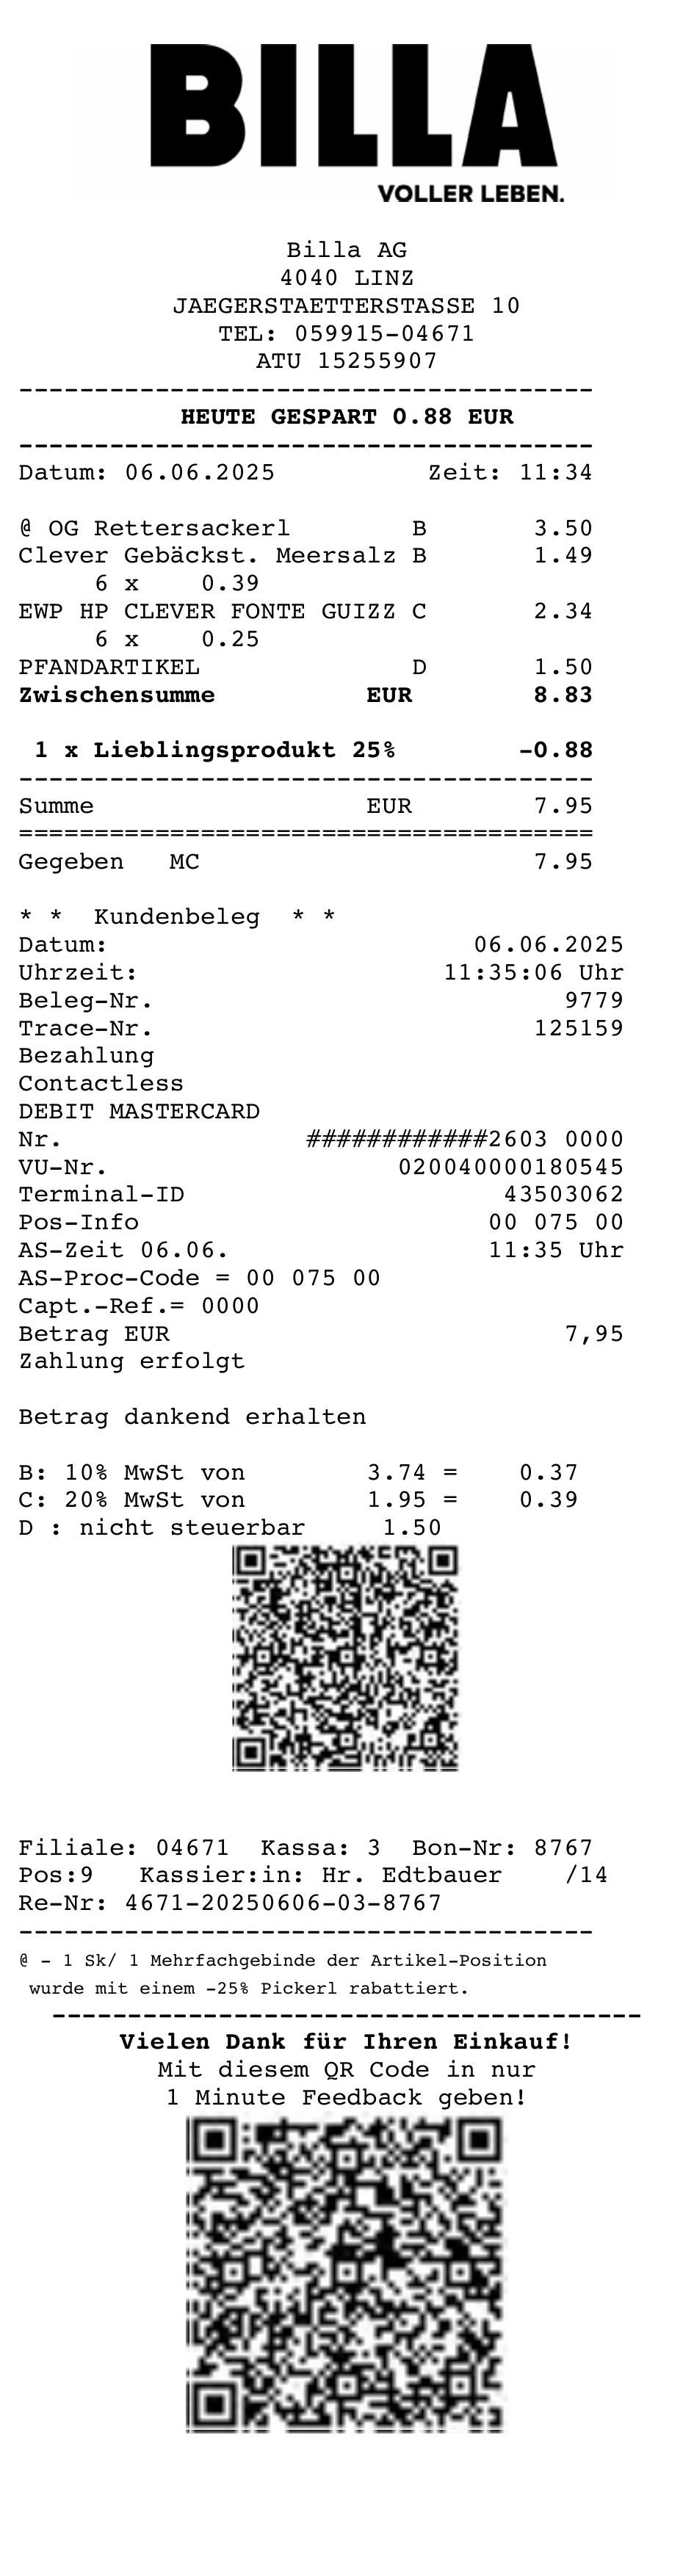 BILLA
VOLLER LEBEN.
Billa AG
4040 LINZ
JAEGERSTAETTERSTASSE 10
TEL: 059915-04671
ATU 15255907
--------------------------------------
HEUTE GESPART 0.88 EUR
--------------------------------------
Datum: 06.06.2025 Zeit: 11:34
@ OG Rettersackerl B 3.50
Clever Gebäckst. Meersalz B 1.49
6 x 0.39
EWP HP CLEVER FONTE GUIZZ C 2.34
6 x 0.25
PFANDARTIKEL D 1.50
Zwischensumme EUR 8.83
1 x Lieblingsprodukt 25% -0.88
--------------------------------------
Summe EUR 7.95
======================================
Gegeben MC 7.95
* * Kundenbeleg * *
Datum: 06.06.2025
Uhrzeit: 11:35:06 Uhr
Beleg-Nr. 9779
Trace-Nr. 125159
Bezahlung
Contactless
DEBIT MASTERCARD
Nr. ############2603 0000
VU-Nr. 020040000180545
Terminal-ID 43503062
Pos-Info 00 075 00
AS-Zeit 06.06. 11:35 Uhr
AS-Proc-Code = 00 075 00
Capt.-Ref.= 0000
Betrag EUR 7,95
Zahlung erfolgt
Betrag dankend erhalten
B: 10% MwSt von 3.74 = 0.37
C: 20% MwSt von 1.95 = 0.39
D : nicht steuerbar 1.50
Filiale: 04671 Kassa: 3 Bon-Nr: 8767
Pos:9 Kassier:in: Hr. Edtbauer /14
Re-Nr: 4671-20250606-03-8767
--------------------------------------
@ - 1 Sk/ 1 Mehrfachgebinde der Artikel-Position
wurde mit einem -25% Pickerl rabattiert.
---------------------------------------
Vielen Dank für Ihren Einkauf!
Mit diesem QR Code in nur
1 Minute Feedback geben!